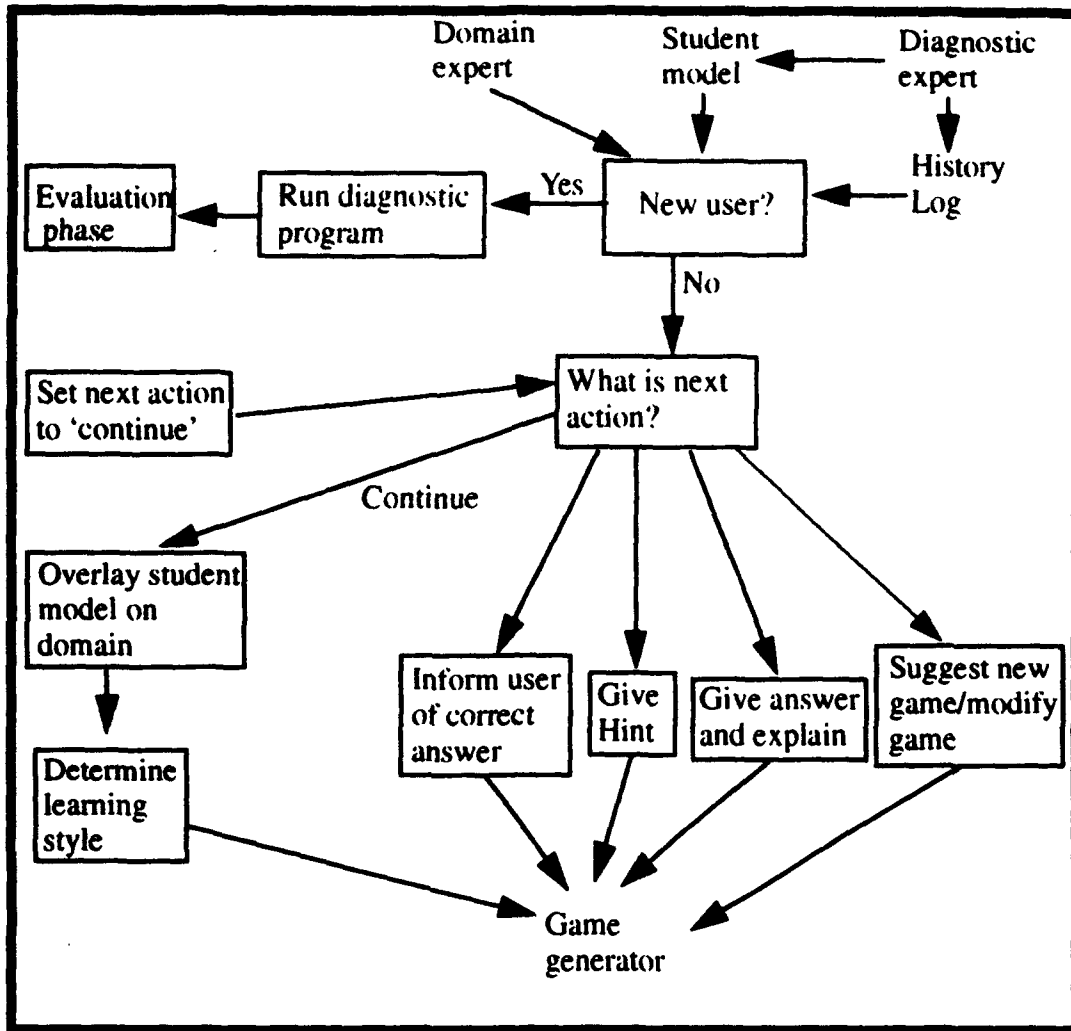 Domain
expert
Student
model
Diagnostic
expert
History
Log
New user?
Yes
Run diagnostic
program
Evaluation
phase
No
What is next
action?
Set next action
to ‘continue’
Continue
Overlay student
model on
domain
Determine
learning
style
Inform user
of correct
answer
Give
Hint
Give answer
and explain
Suggest new
game/modify
game
Game
generator